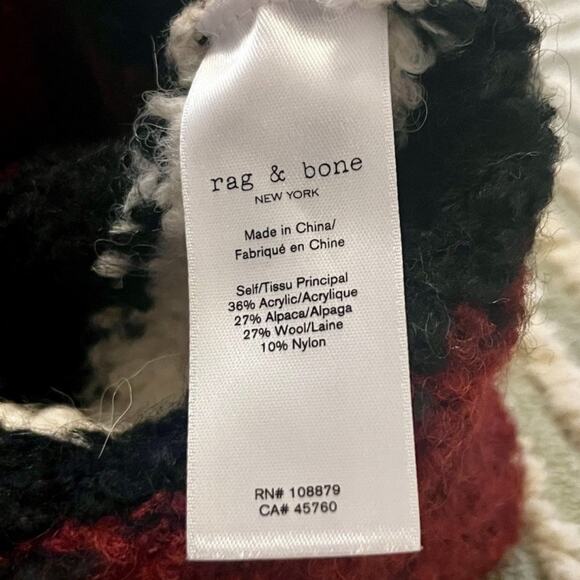 rag & bone
NEW YORK
Made in China/
Fabriqué en Chine
Self/Tissu Principal
36% Acrylic/Acrylique
27% Alpaca/Alpaga
27% Wool/Laine
10% Nylon
RN# 108879
CA# 45760